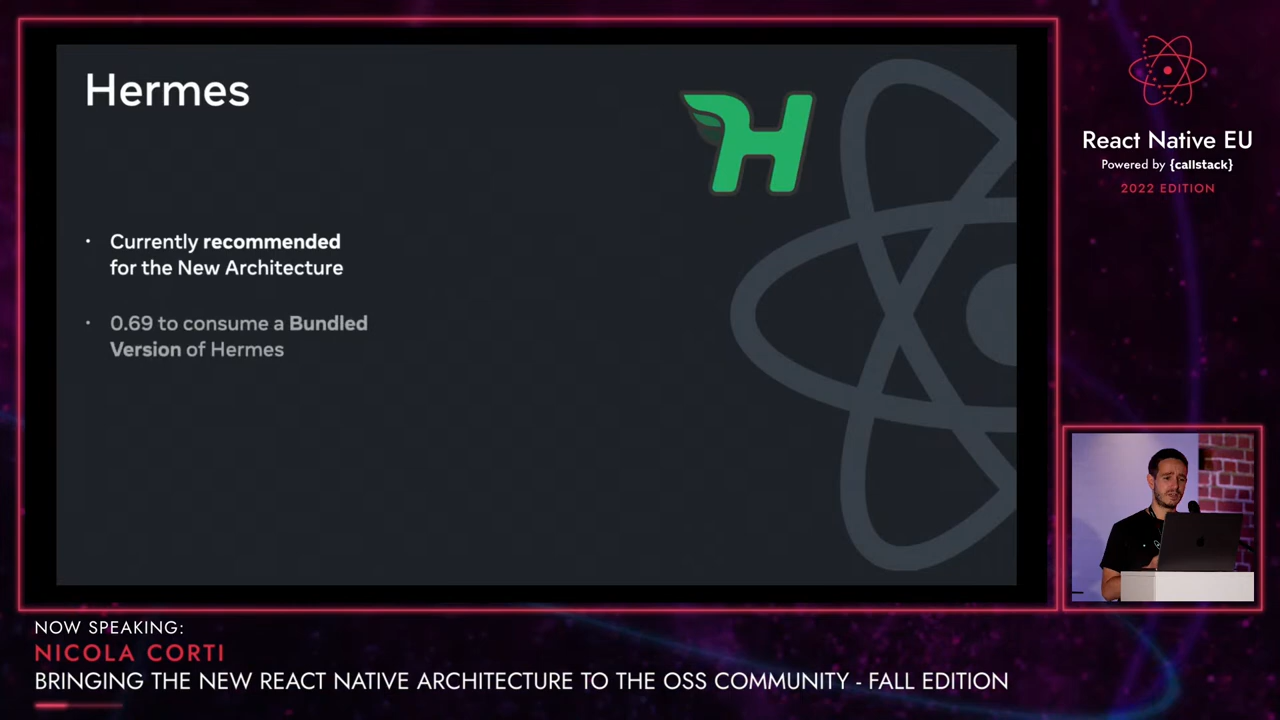 Hermes
• Currently recommended
for the New Architecture
• 0.69 to consume a Bundled
Version of Hermes
React Native EU
Powered by {callstack}
2022 EDITION
NOW SPEAKING:
NICOLA CORTI
BRINGING THE NEW REACT NATIVE ARCHITECTURE TO THE OSS COMMUNITY - FALL EDITION